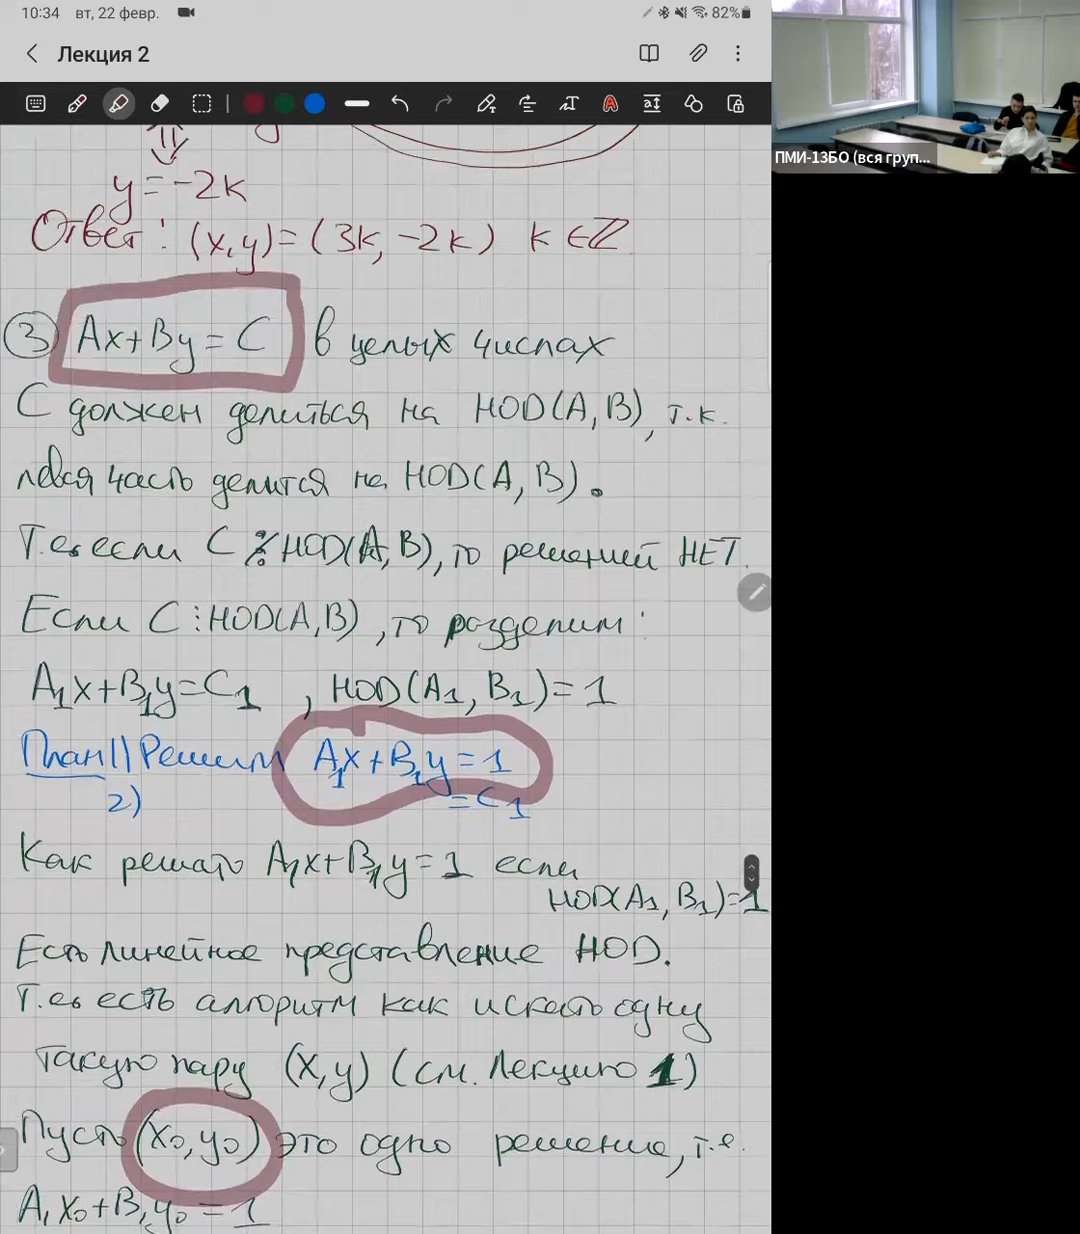 10:34 вт, 22 февр. 82%
Лекция 2
ПМИ-13БО (вся груп...
y = -2k
Ответ: (x,y) = (3k, -2k) k ∈ ℤ
③ Ax+By=C в целых числах
C должен делиться на НОД(A,B), т.к.
левая часть делится на НОД(A,B).
Т.е. если C ⋮̸ НОД(A,B), то решений НЕТ.
Если C ⋮ НОД(A,B), то разделим:
A₁x+B₁y=C₁ , НОД(A₁, B₁)=1
План 1) Решим A₁x+B₁y=1
2) =C₁
Как решать A₁x+B₁y=1 если
НОД(A₁, B₁)=1
Есть линейное представление НОД.
Т.е. есть алгоритм как искать одну
такую пару (x,y) (см. Лекцию 1)
Пусть (x₀,y₀) это одно решение, т.е.
A₁x₀+B₁y₀=1